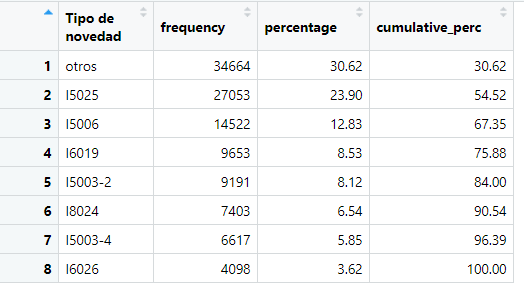 Tipo de novedad frequency percentage cumulative_perc
1 otros 34664 30.62 30.62
2 I5025 27053 23.90 54.52
3 I5006 14522 12.83 67.35
4 I6019 9653 8.53 75.88
5 I5003-2 9191 8.12 84.00
6 I8024 7403 6.54 90.54
7 I5003-4 6617 5.85 96.39
8 I6026 4098 3.62 100.00